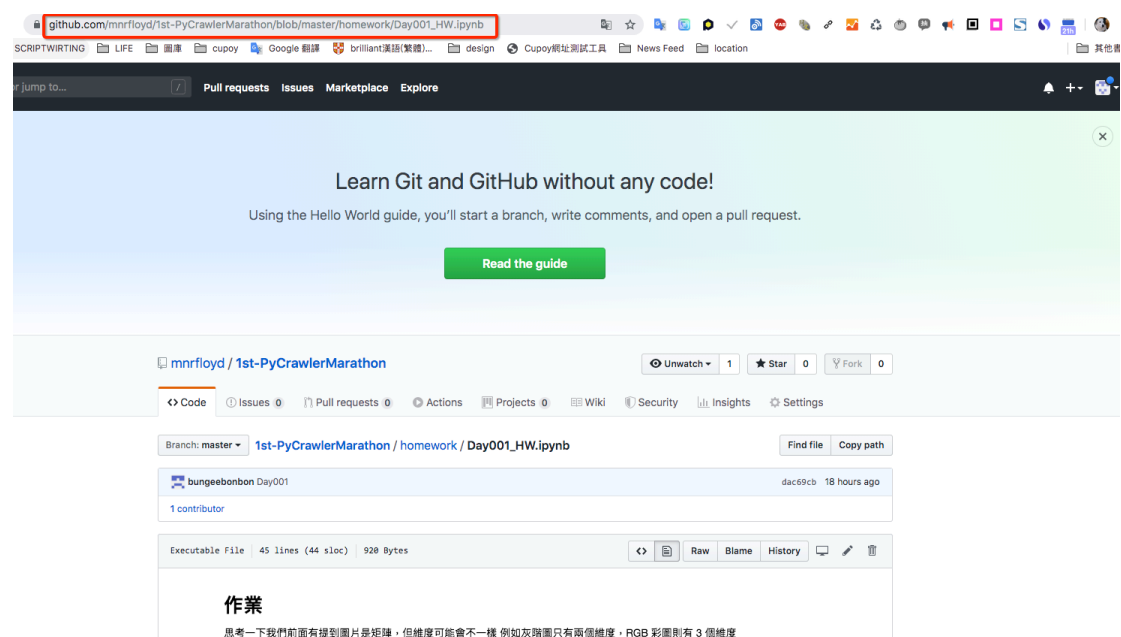 github.com/mnrfloyd/1st-PyCrawlerMarathon/blob/master/homework/Day001_HW.ipynb
SCRIPTWIRTING LIFE 圖庫 cupoy Google 翻譯 brilliant漢語(繁體)... design Cupoy網址測試工具 News Feed location 其他書
or jump to... / Pull requests Issues Marketplace Explore
Learn Git and GitHub without any code!
Using the Hello World guide, you’ll start a branch, write comments, and open a pull request.
Read the guide
mnrfloyd / 1st-PyCrawlerMarathon Unwatch 1 Star 0 Fork 0
Code Issues 0 Pull requests 0 Actions Projects 0 Wiki Security Insights Settings
Branch: master 1st-PyCrawlerMarathon / homework / Day001_HW.ipynb Find file Copy path
bungeebonbon Day001 dac69cb 18 hours ago
1 contributor
Executable File 45 lines (44 sloc) 920 Bytes Raw Blame History
作業
思考一下我們前面有提到圖片是矩陣，但維度可能會不一樣 例如灰階圖只有兩個維度，RGB 彩圖則有 3 個維度